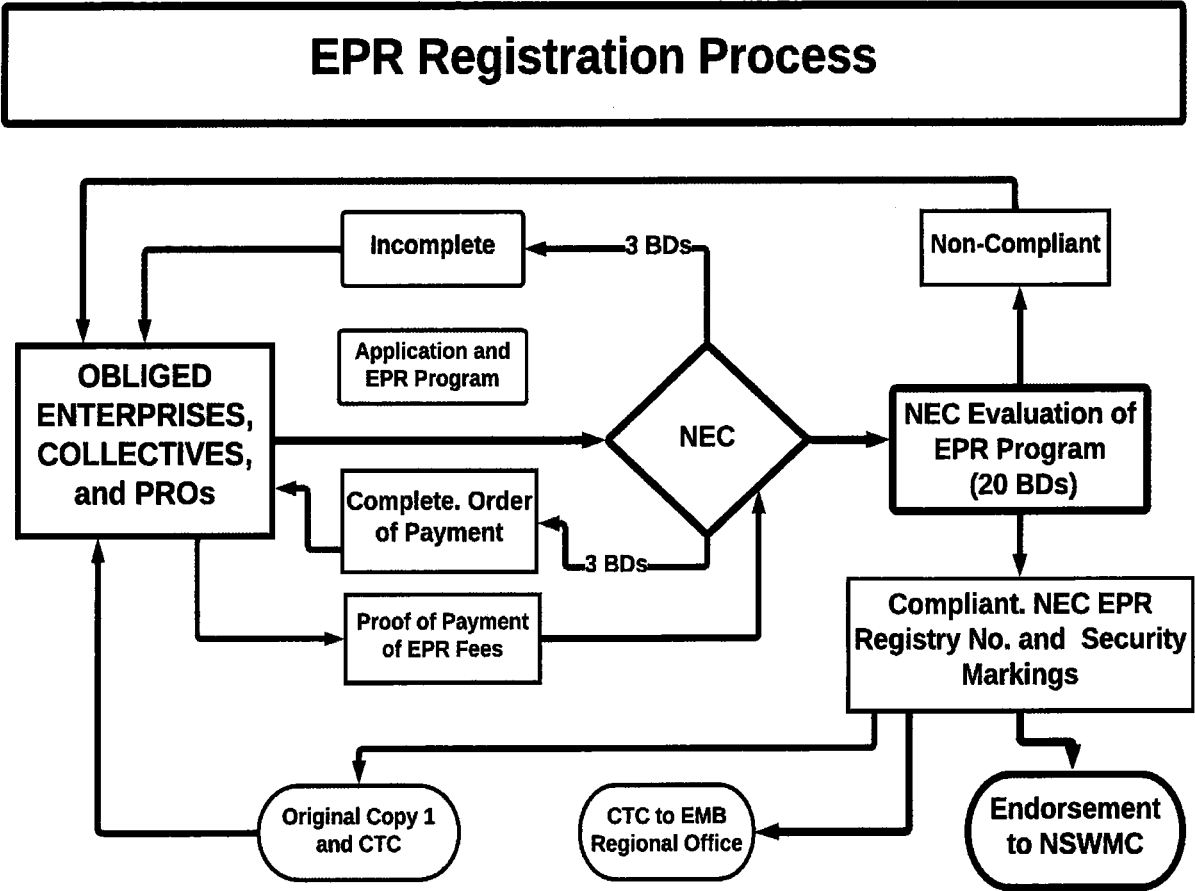 EPR Registration Process
Incomplete
3 BDs
Non-Compliant
Application and
EPR Program
OBLIGED
ENTERPRISES,
COLLECTIVES,
and PROs
NEC
NEC Evaluation of
EPR Program
(20 BDs)
Complete. Order
of Payment
3 BDs
Proof of Payment
of EPR Fees
Compliant. NEC EPR
Registry No. and Security
Markings
Original Copy 1
and CTC
CTC to EMB
Regional Office
Endorsement
to NSWMC